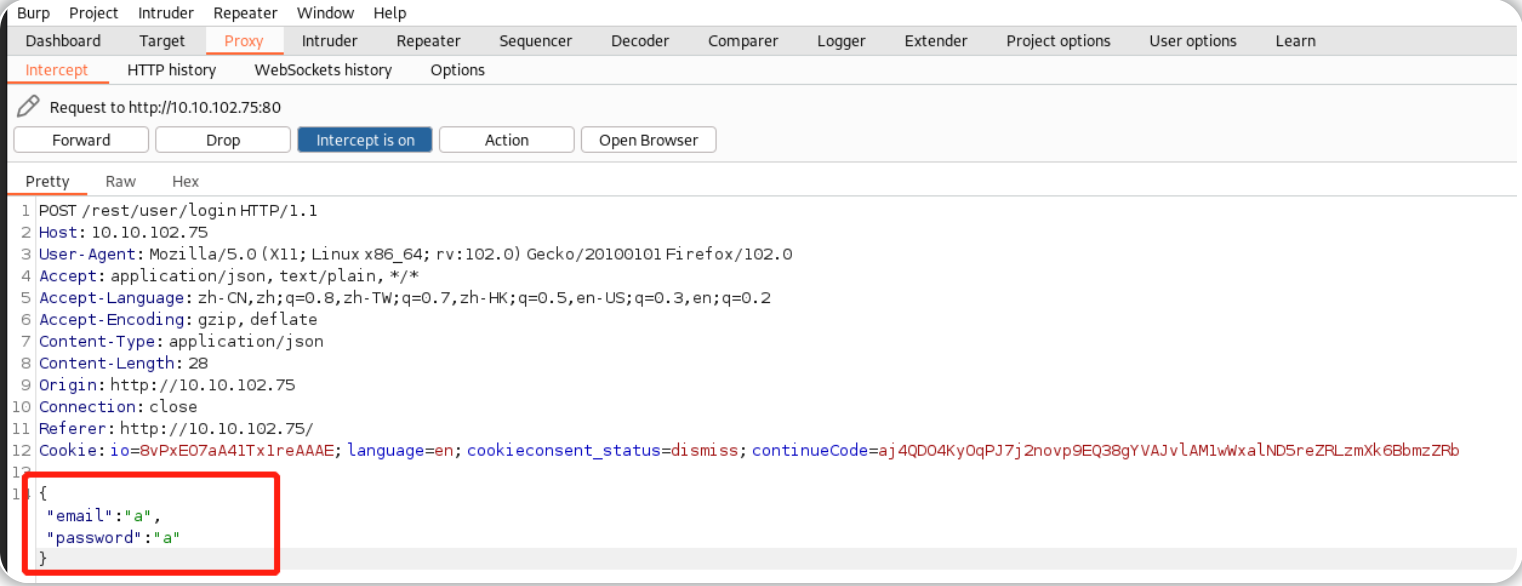 Burp Project Intruder Repeater Window Help
Dashboard Target Proxy Intruder Repeater Sequencer Decoder Comparer Logger Extender Project options User options Learn
Intercept HTTP history WebSockets history Options
Request to http://10.10.102.75:80
Forward Drop Intercept is on Action Open Browser
Pretty Raw Hex
1 POST /rest/user/login HTTP/1.1
2 Host: 10.10.102.75
3 User-Agent: Mozilla/5.0 (X11; Linux x86_64; rv:102.0) Gecko/20100101 Firefox/102.0
4 Accept: application/json, text/plain, */*
5 Accept-Language: zh-CN,zh;q=0.8,zh-TW;q=0.7,zh-HK;q=0.5,en-US;q=0.3,en;q=0.2
6 Accept-Encoding: gzip, deflate
7 Content-Type: application/json
8 Content-Length: 28
9 Origin: http://10.10.102.75
10 Connection: close
11 Referer: http://10.10.102.75/
12 Cookie: io=8vPxEO7aA41Tx1reAAAE; language=en; cookieconsent_status=dismiss; continueCode=aj4QDO4KyOqPJ7j2novp9EQ38gYVAJvlAM1wWxalND5reZRLzmXk6BbmzZRb
13
14 {
"email":"a",
"password":"a"
}